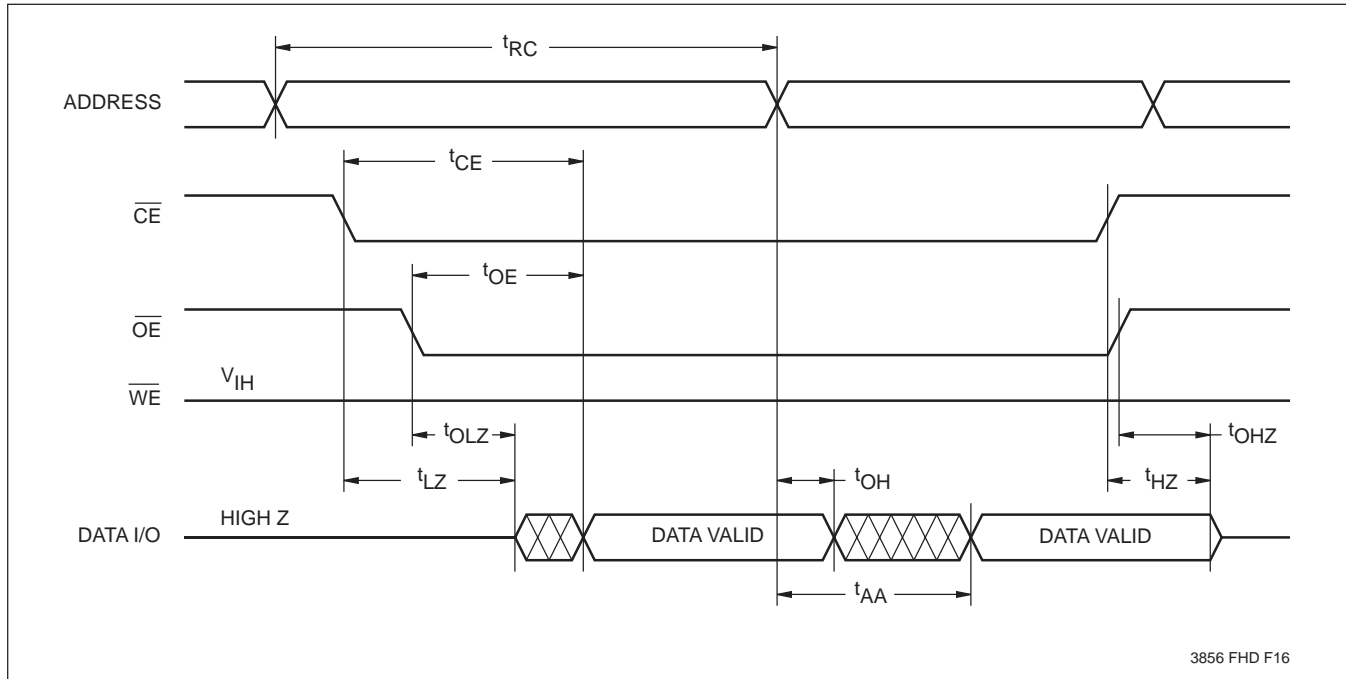 tRC
ADDRESS
tCE
CE
tOE
OE
VIH
WE
tOLZ
tOHZ
tLZ
tOH
tHZ
HIGH Z
DATA I/O
DATA VALID
DATA VALID
tAA
3856 FHD F16